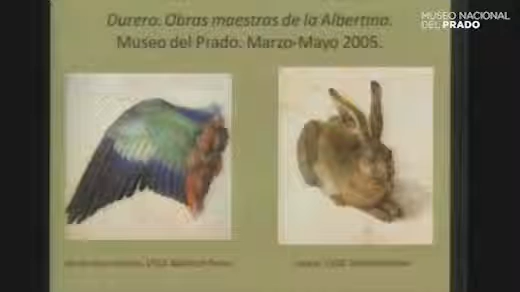 Durero. Obras maestras de la Albertina.
Museo del Prado. Marzo-Mayo 2005.
MUSEO NACIONAL
DEL PRADO